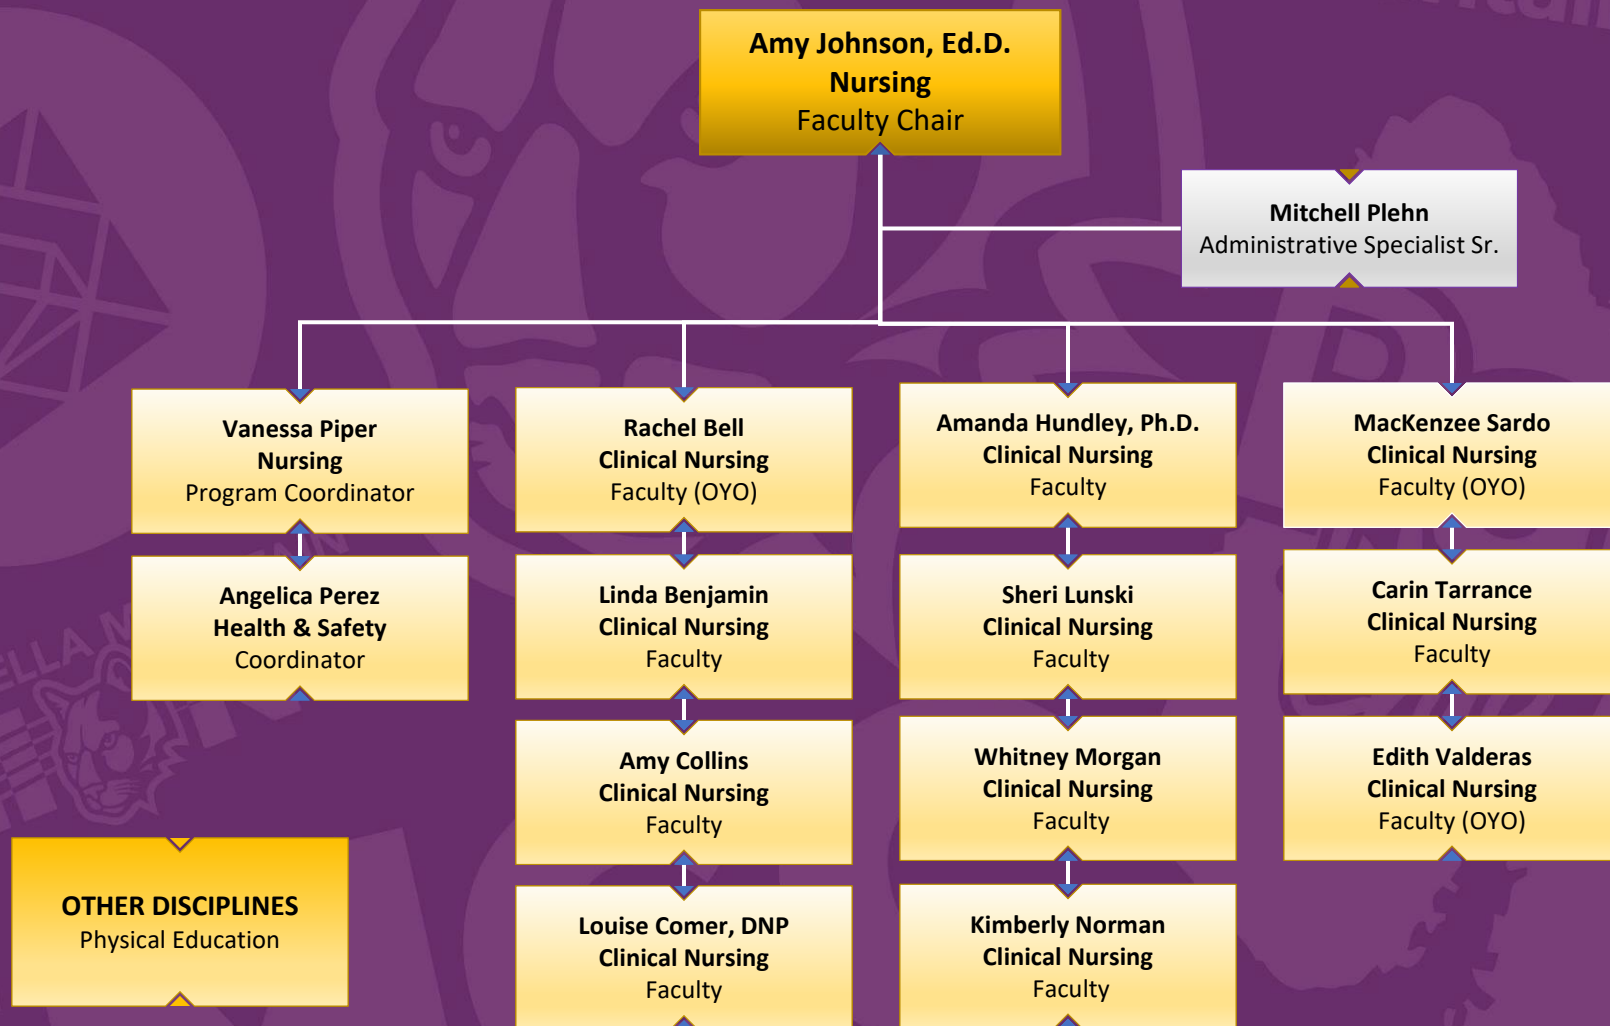 Amy Johnson, Ed.D.
Nursing
Faculty Chair
Mitchell Plehn
Administrative Specialist Sr.
Vanessa Piper
Nursing
Program Coordinator
Rachel Bell
Clinical Nursing
Faculty (OYO)
Amanda Hundley, Ph.D.
Clinical Nursing
Faculty
MacKenzee Sardo
Clinical Nursing
Faculty (OYO)
Angelica Perez
Health & Safety
Coordinator
Linda Benjamin
Clinical Nursing
Faculty
Sheri Lunski
Clinical Nursing
Faculty
Carin Tarrance
Clinical Nursing
Faculty
Amy Collins
Clinical Nursing
Faculty
Whitney Morgan
Clinical Nursing
Faculty
Edith Valderas
Clinical Nursing
Faculty (OYO)
OTHER DISCIPLINES
Physical Education
Louise Comer, DNP
Clinical Nursing
Faculty
Kimberly Norman
Clinical Nursing
Faculty